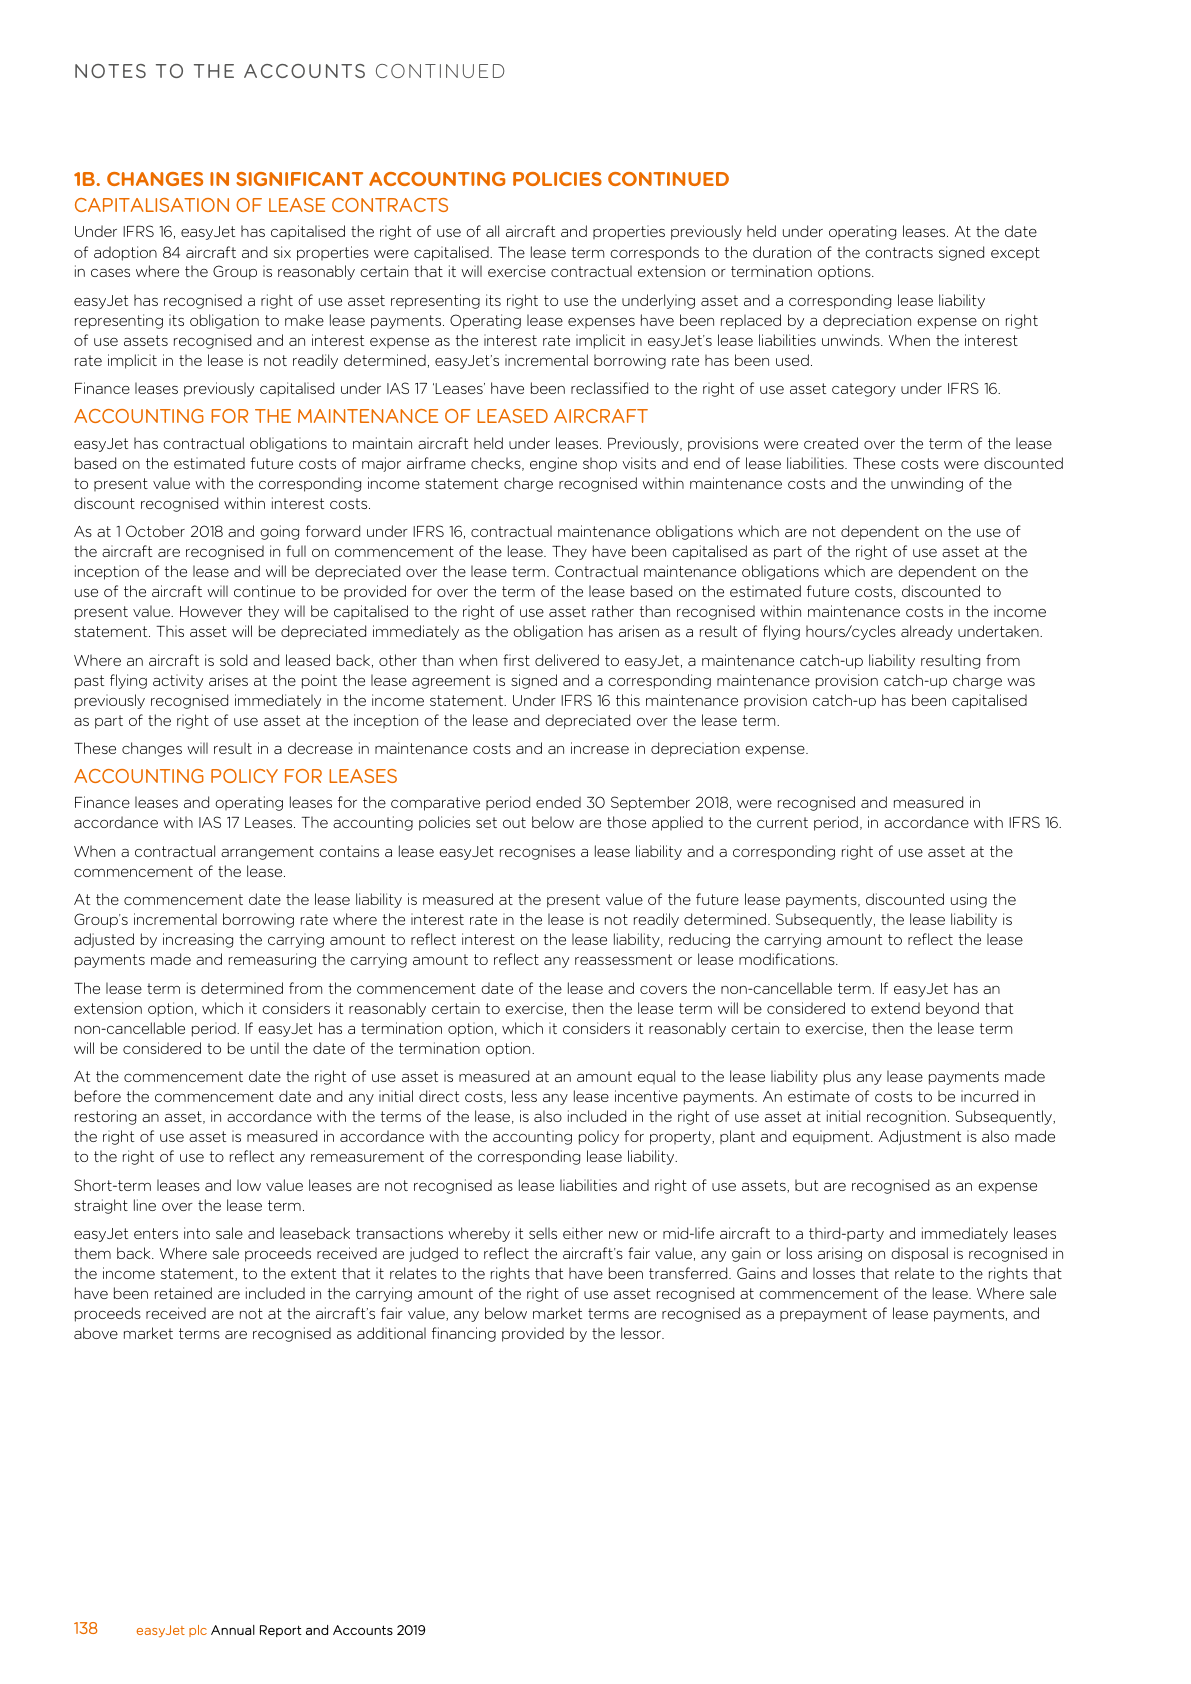 NOTES TO THE ACCOUNTS CONTINUED
1B. CHANGES IN SIGNIFICANT ACCOUNTING POLICIES CONTINUED
CAPITALISATION OF LEASE CONTRACTS
Under IFRS 16, easyJet has capitalised the right of use of all aircraft and properties previously held under operating leases. At the date
of adoption 84 aircraft and six properties were capitalised. The lease term corresponds to the duration of the contracts signed except
in cases where the Group is reasonably certain that it will exercise contractual extension or termination options.
easyJet has recognised a right of use asset representing its right to use the underlying asset and a corresponding lease liability
representing its obligation to make lease payments. Operating lease expenses have been replaced by a depreciation expense on right
of use assets recognised and an interest expense as the interest rate implicit in easyJet's lease liabilities unwinds. When the interest
rate implicit in the lease is not readily determined, easyJet's incremental borrowing rate has been used.
Finance leases previously capitalised under IAS 17 'Leases' have been reclassified to the right of use asset category under IFRS 16.
ACCOUNTING FOR THE MAINTENANCE OF LEASED AIRCRAFT
easyJet has contractual obligations to maintain aircraft held under leases. Previously, provisions were created over the term of the lease
based on the estimated future costs of major airframe checks, engine shop visits and end of lease liabilities. These costs were discounted
to present value with the corresponding income statement charge recognised within maintenance costs and the unwinding of the
discount recognised within interest costs.
As at 1 October 2018 and going forward under IFRS 16, contractual maintenance obligations which are not dependent on the use of
the aircraft are recognised in full on commencement of the lease. They have been capitalised as part of the right of use asset at the
inception of the lease and will be depreciated over the lease term. Contractual maintenance obligations which are dependent on the
use of the aircraft will continue to be provided for over the term of the lease based on the estimated future costs, discounted to
present value. However they will be capitalised to the right of use asset rather than recognised within maintenance costs in the income
statement. This asset will be depreciated immediately as the obligation has arisen as a result of flying hours/cycles already undertaken.
Where an aircraft is sold and leased back, other than when first delivered to easyJet, a maintenance catch-up liability resulting from
past flying activity arises at the point the lease agreement is signed and a corresponding maintenance provision catch-up charge was
previously recognised immediately in the income statement. Under IFRS 16 this maintenance provision catch-up has been capitalised
as part of the right of use asset at the inception of the lease and depreciated over the lease term.
These changes will result in a decrease in maintenance costs and an increase in depreciation expense.
ACCOUNTING POLICY FOR LEASES
Finance leases and operating leases for the comparative period ended 30 September 2018, were recognised and measured in
accordance with IAS 17 Leases. The accounting policies set out below are those applied to the current period, in accordance with IFRS 16.
When a contractual arrangement contains a lease easyJet recognises a lease liability and a corresponding right of use asset at the
commencement of the lease.
At the commencement date the lease liability is measured at the present value of the future lease payments, discounted using the
Group's incremental borrowing rate where the interest rate in the lease is not readily determined. Subsequently, the lease liability is
adjusted by increasing the carrying amount to reflect interest on the lease liability, reducing the carrying amount to reflect the lease
payments made and remeasuring the carrying amount to reflect any reassessment or lease modifications.
The lease term is determined from the commencement date of the lease and covers the non-cancellable term. If easyJet has an
extension option, which it considers it reasonably certain to exercise, then the lease term will be considered to extend beyond that
non-cancellable period. If easyJet has a termination option, which it considers it reasonably certain to exercise, then the lease term
will be considered to be until the date of the termination option.
At the commencement date the right of use asset is measured at an amount equal to the lease liability plus any lease payments made
before the commencement date and any initial direct costs, less any lease incentive payments. An estimate of costs to be incurred in
restoring an asset, in accordance with the terms of the lease, is also included in the right of use asset at initial recognition. Subsequently,
the right of use asset is measured in accordance with the accounting policy for property, plant and equipment. Adjustment is also made
to the right of use to reflect any remeasurement of the corresponding lease liability.
Short-term leases and low value leases are not recognised as lease liabilities and right of use assets, but are recognised as an expense
straight line over the lease term.
easyJet enters into sale and leaseback transactions whereby it sells either new or mid-life aircraft to a third-party and immediately leases
them back. Where sale proceeds received are judged to reflect the aircraft's fair value, any gain or loss arising on disposal is recognised in
the income statement, to the extent that it relates to the rights that have been transferred. Gains and losses that relate to the rights that
have been retained are included in the carrying amount of the right of use asset recognised at commencement of the lease. Where sale
proceeds received are not at the aircraft's fair value, any below market terms are recognised as a prepayment of lease payments, and
above market terms are recognised as additional financing provided by the lessor.
138 easyJet plc Annual Report and Accounts 2019